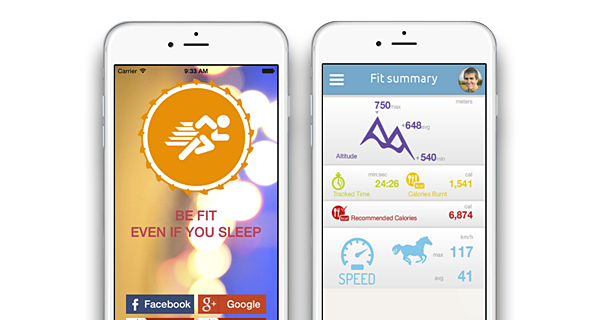 Carrier 9:33 AM
BE FIT
EVEN IF YOU SLEEP
f Facebook
g+ Google
Fit summary
750 max
meters
648 avg
Altitude
540 min
min:sec
24:26
Tracked Time
cal
1,541
Calories Burnt
cal
Recommended Calories
6,874
km/h
max 117
SPEED
avg 41